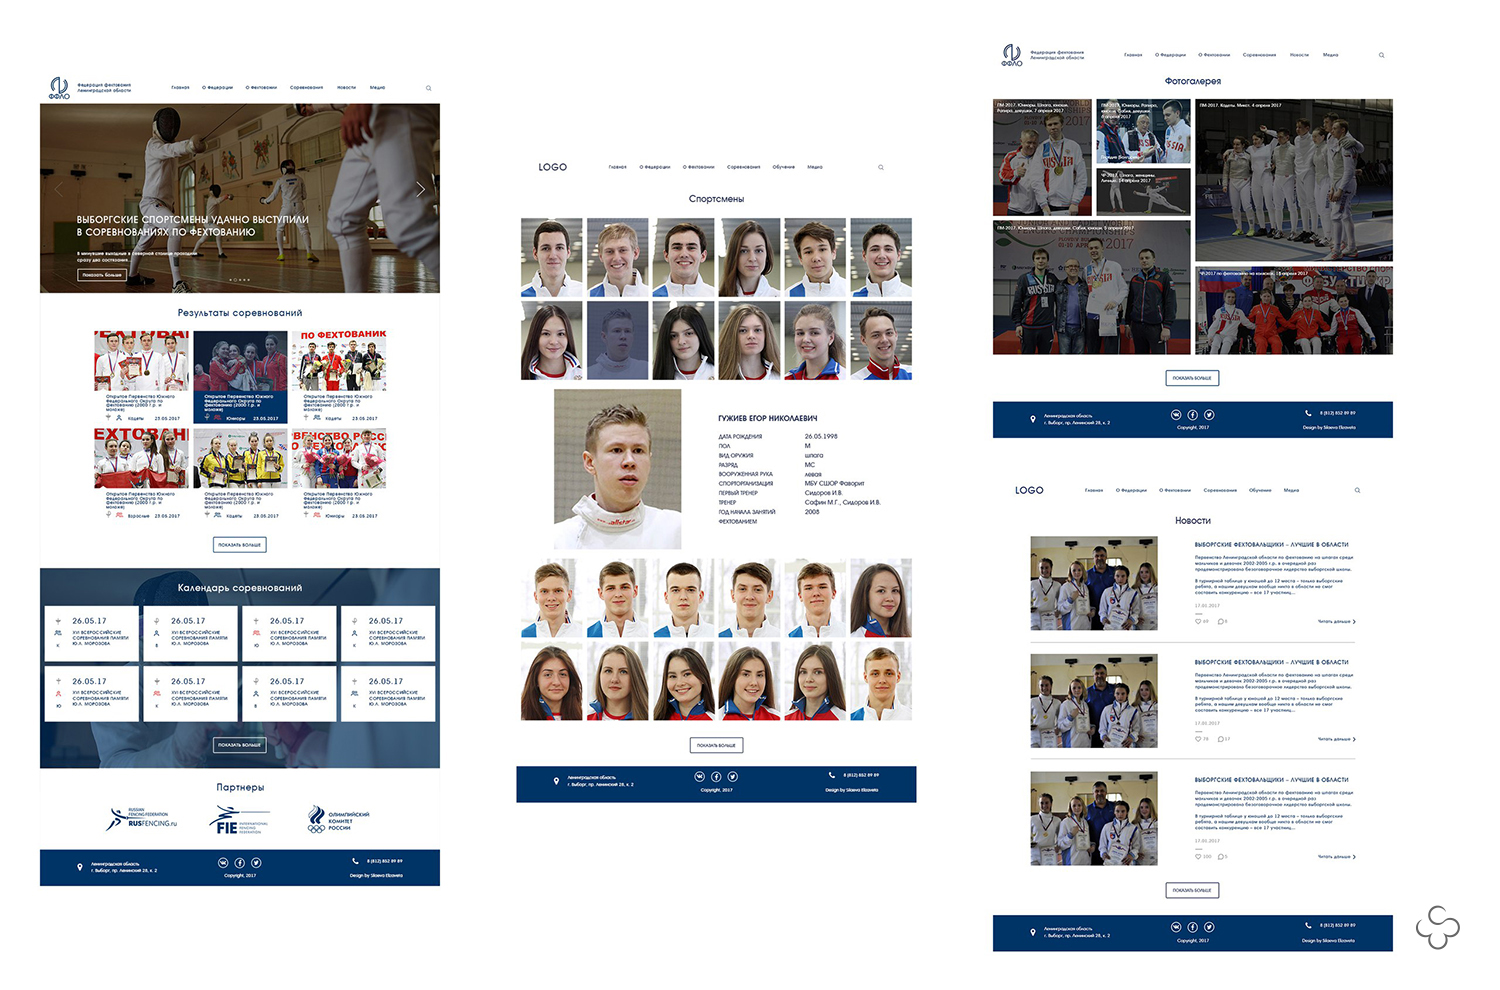 ФФЛО
Федерация фехтования
Ленинградской области
Главная О Федерации О Фехтовании Соревнования Новости Медиа
ВЫБОРГСКИЕ СПОРТСМЕНЫ УДАЧНО ВЫСТУПИЛИ
В СОРЕВНОВАНИЯХ ПО ФЕХТОВАНИЮ
В минувшие выходные в северной столице прошли
сразу два состязания.
Показать больше
Результаты соревнований
Открытое Первенство Южного
Федерального Округа по
фехтованию (2000 г.р. и
моложе)
Кадеты 23.05.2017
Открытое Первенство Южного
Федерального Округа по
фехтованию (2000 г.р. и
моложе)
Юниоры 23.05.2017
ПО ФЕХТОВАНИ
Открытое Первенство Южного
Федерального Округа по
фехтованию (2000 г.р. и
моложе)
Кадеты 23.05.2017
Открытое Первенство Южного
Федерального Округа по
фехтованию (2000 г.р. и
моложе)
Взрослые 23.05.2017
Открытое Первенство Южного
Федерального Округа по
фехтованию (2000 г.р. и
моложе)
Кадеты 23.05.2017
Открытое Первенство Южного
Федерального Округа по
фехтованию (2000 г.р. и
моложе)
Юниоры 23.05.2017
ПОКАЗАТЬ БОЛЬШЕ
Календарь соревнований
26.05.17
XVI ВСЕРОССИЙСКИЕ
СОРЕВНОВАНИЯ ПАМЯТИ
Ю.Л. МОРОЗОВА
К
26.05.17
XVI ВСЕРОССИЙСКИЕ
СОРЕВНОВАНИЯ ПАМЯТИ
Ю.Л. МОРОЗОВА
В
26.05.17
XVI ВСЕРОССИЙСКИЕ
СОРЕВНОВАНИЯ ПАМЯТИ
Ю.Л. МОРОЗОВА
Ю
26.05.17
XVI ВСЕРОССИЙСКИЕ
СОРЕВНОВАНИЯ ПАМЯТИ
Ю.Л. МОРОЗОВА
К
26.05.17
XVI ВСЕРОССИЙСКИЕ
СОРЕВНОВАНИЯ ПАМЯТИ
Ю.Л. МОРОЗОВА
Ю
26.05.17
XVI ВСЕРОССИЙСКИЕ
СОРЕВНОВАНИЯ ПАМЯТИ
Ю.Л. МОРОЗОВА
К
26.05.17
XVI ВСЕРОССИЙСКИЕ
СОРЕВНОВАНИЯ ПАМЯТИ
Ю.Л. МОРОЗОВА
В
26.05.17
XVI ВСЕРОССИЙСКИЕ
СОРЕВНОВАНИЯ ПАМЯТИ
Ю.Л. МОРОЗОВА
К
ПОКАЗАТЬ БОЛЬШЕ
Партнеры
RUSSIAN
FENCING FEDERATION
RUSFENCING.ru
FIE INTERNATIONAL
FENCING
FEDERATION
ОЛИМПИЙСКИЙ
КОМИТЕТ
РОССИИ
Ленинградская область
г. Выборг, пр. Ленинский 28, к. 2
Copyright, 2017
8 (812) 852 89 89
Design by Silaeva Elizaveta
LOGO
Главная О Федерации О Фехтовании Соревнования Обучение Медиа
Спортсмены
ГУЖИЕВ ЕГОР НИКОЛАЕВИЧ
ДАТА РОЖДЕНИЯ 26.05.1998
ПОЛ М
ВИД ОРУЖИЯ шпага
РАЗРЯД МС
ВООРУЖЕННАЯ РУКА левая
СПОРТОРГАНИЗАЦИЯ МБУ СШОР Фаворит
ПЕРВЫЙ ТРЕНЕР Сидоров И.В.
ТРЕНЕР Софин М.Г., Сидоров И.В.
ГОД НАЧАЛА ЗАНЯТИЙ 2008
ФЕХТОВАНИЕМ
ПОКАЗАТЬ БОЛЬШЕ
Ленинградская область
г. Выборг, пр. Ленинский 28, к. 2
Copyright, 2017
8 (812) 852 89 89
Design by Silaeva Elizaveta
ФФЛО
Федерация фехтования
Ленинградской области
Главная О Федерации О Фехтовании Соревнования Новости Медиа
Фотогалерея
ПМ-2017. Юниоры. Шпага, юноши.
Рапира, девушки. 7 апреля 2017
ПМ-2017. Юниоры. Рапира,
юноши. Сабля, девушки.
6 апреля 2017
ПМ-2017. Кадеты. Микст. 4 апреля 2017
ЧР-2017. Шпага, женщины.
ПМ-2017. Юниоры. Шпага, девушки. Сабля, юноши. 5 апреля 2017
RUSSIA
ПОКАЗАТЬ БОЛЬШЕ
Ленинградская область
г. Выборг, пр. Ленинский 28, к. 2
Copyright, 2017
8 (812) 852 89 89
Design by Silaeva Elizaveta
LOGO
Главная О Федерации О Фехтовании Соревнования Обучение Медиа
Новости
ВЫБОРГСКИЕ ФЕХТОВАЛЬЩИКИ – ЛУЧШИЕ В ОБЛАСТИ
Первенство Ленинградской области по фехтованию на шпагах среди
мальчиков и девочек 2002-2005 г.р. в очередной раз
продемонстрировало безоговорочное лидерство выборгской школы.
В турнирной таблице у юношей до 12 места – только выборгские
ребята, а нашим девушкам вообще никто в области не смог
составить конкуренцию – все 17 участниц...
17.01.2017
69 8
Читать дальше
ВЫБОРГСКИЕ ФЕХТОВАЛЬЩИКИ – ЛУЧШИЕ В ОБЛАСТИ
Первенство Ленинградской области по фехтованию на шпагах среди
мальчиков и девочек 2002-2005 г.р. в очередной раз
продемонстрировало безоговорочное лидерство выборгской школы.
В турнирной таблице у юношей до 12 места – только выборгские
ребята, а нашим девушкам вообще никто в области не смог
составить конкуренцию – все 17 участниц...
17.01.2017
79 17
Читать дальше
ВЫБОРГСКИЕ ФЕХТОВАЛЬЩИКИ – ЛУЧШИЕ В ОБЛАСТИ
Первенство Ленинградской области по фехтованию на шпагах среди
мальчиков и девочек 2002-2005 г.р. в очередной раз
продемонстрировало безоговорочное лидерство выборгской школы.
В турнирной таблице у юношей до 12 места – только выборгские
ребята, а нашим девушкам вообще никто в области не смог
составить конкуренцию – все 17 участниц...
17.01.2017
100 5
Читать дальше
ПОКАЗАТЬ БОЛЬШЕ
Ленинградская область
г. Выборг, пр. Ленинский 28, к. 2
Copyright, 2017
8 (812) 852 89 89
Design by Silaeva Elizaveta